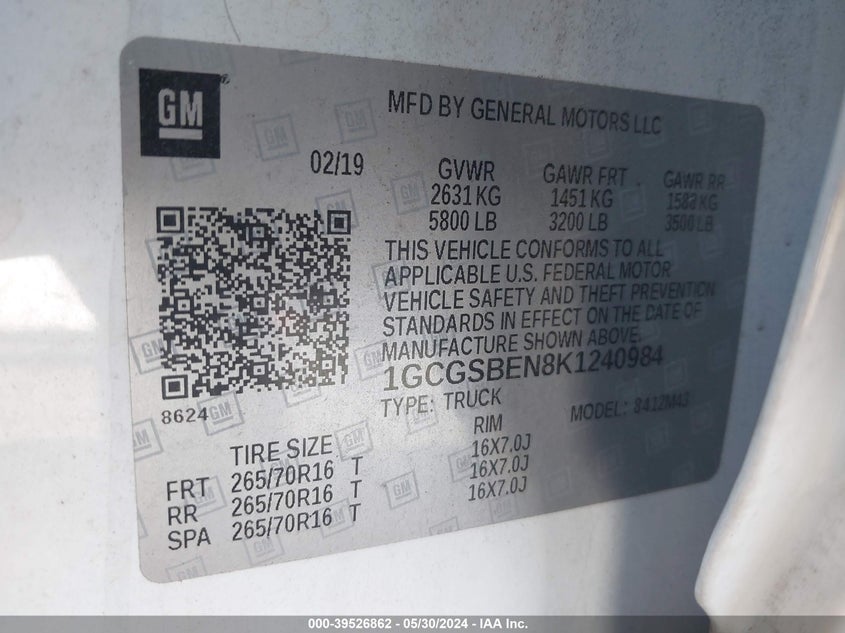 GM
MFD BY GENERAL MOTORS LLC
02/19
GVWR GAWR FRT GAWR RR
2631 KG 1451 KG 1583 KG
5800 LB 3200 LB 3500 LB
THIS VEHICLE CONFORMS TO ALL
APPLICABLE U.S. FEDERAL MOTOR
VEHICLE SAFETY AND THEFT PREVENTION
STANDARDS IN EFFECT ON THE DATE OF
MANUFACTURE SHOWN ABOVE.
1GCGSBEN8K1240984
8624
TYPE: TRUCK MODEL: 8412M43
TIRE SIZE RIM
FRT 265/70R16 T 16X7.0J
RR 265/70R16 T 16X7.0J
SPA 265/70R16 T 16X7.0J
000-39526862 - 05/30/2024 - IAA Inc.